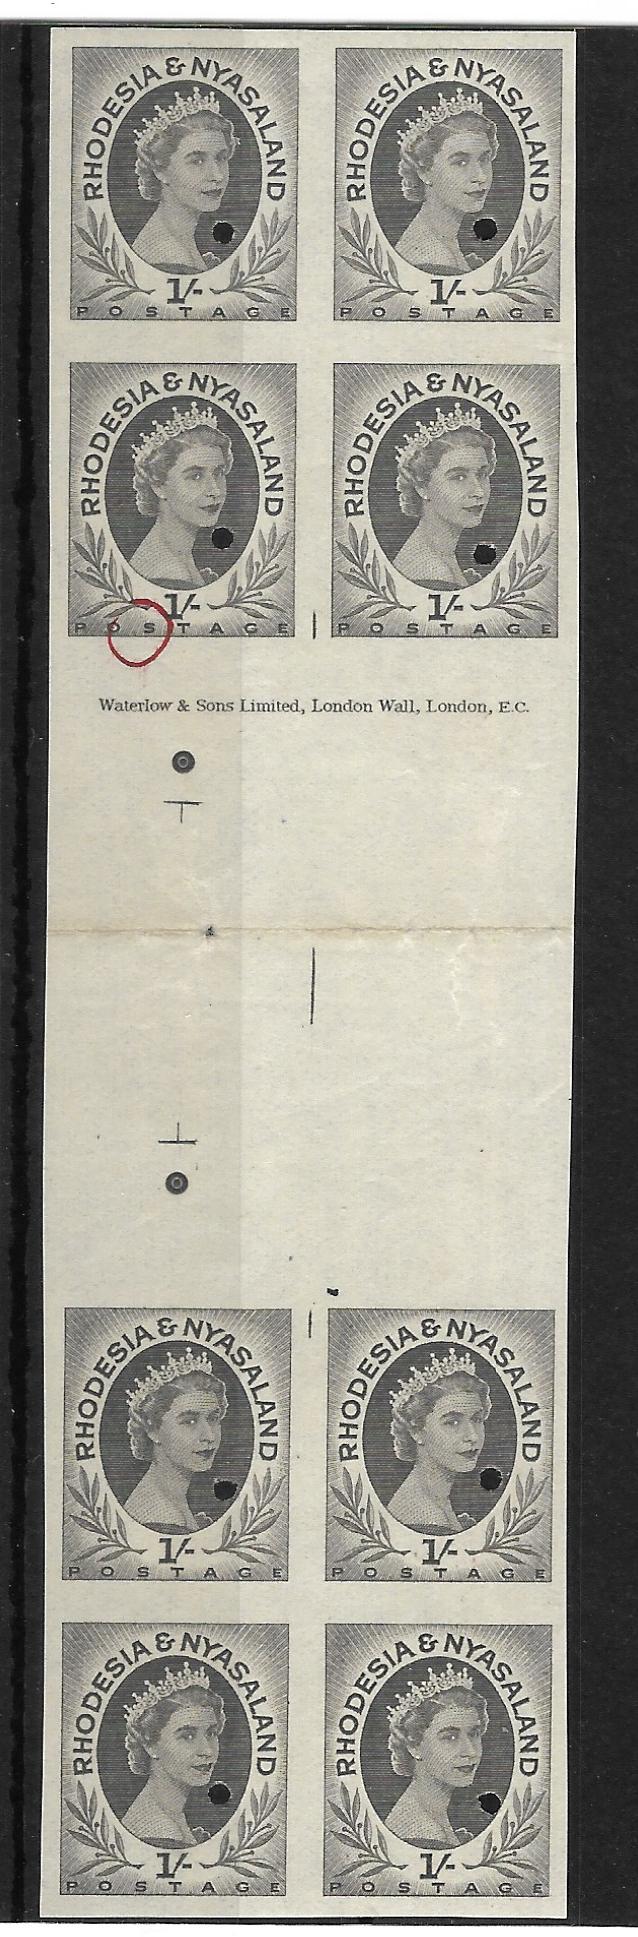 RHODESIA & NYASALAND RHODESIA & NYASALAND
1/- 1/-
POSTAGE POSTAGE
RHODESIA & NYASALAND RHODESIA & NYASALAND
1/- 1/-
POSTAGE POSTAGE
Waterlow & Sons Limited, London Wall, London, E.C.
RHODESIA & NYASALAND RHODESIA & NYASALAND
1/- 1/-
POSTAGE POSTAGE
RHODESIA & NYASALAND RHODESIA & NYASALAND
1/- 1/-
POSTAGE POSTAGE